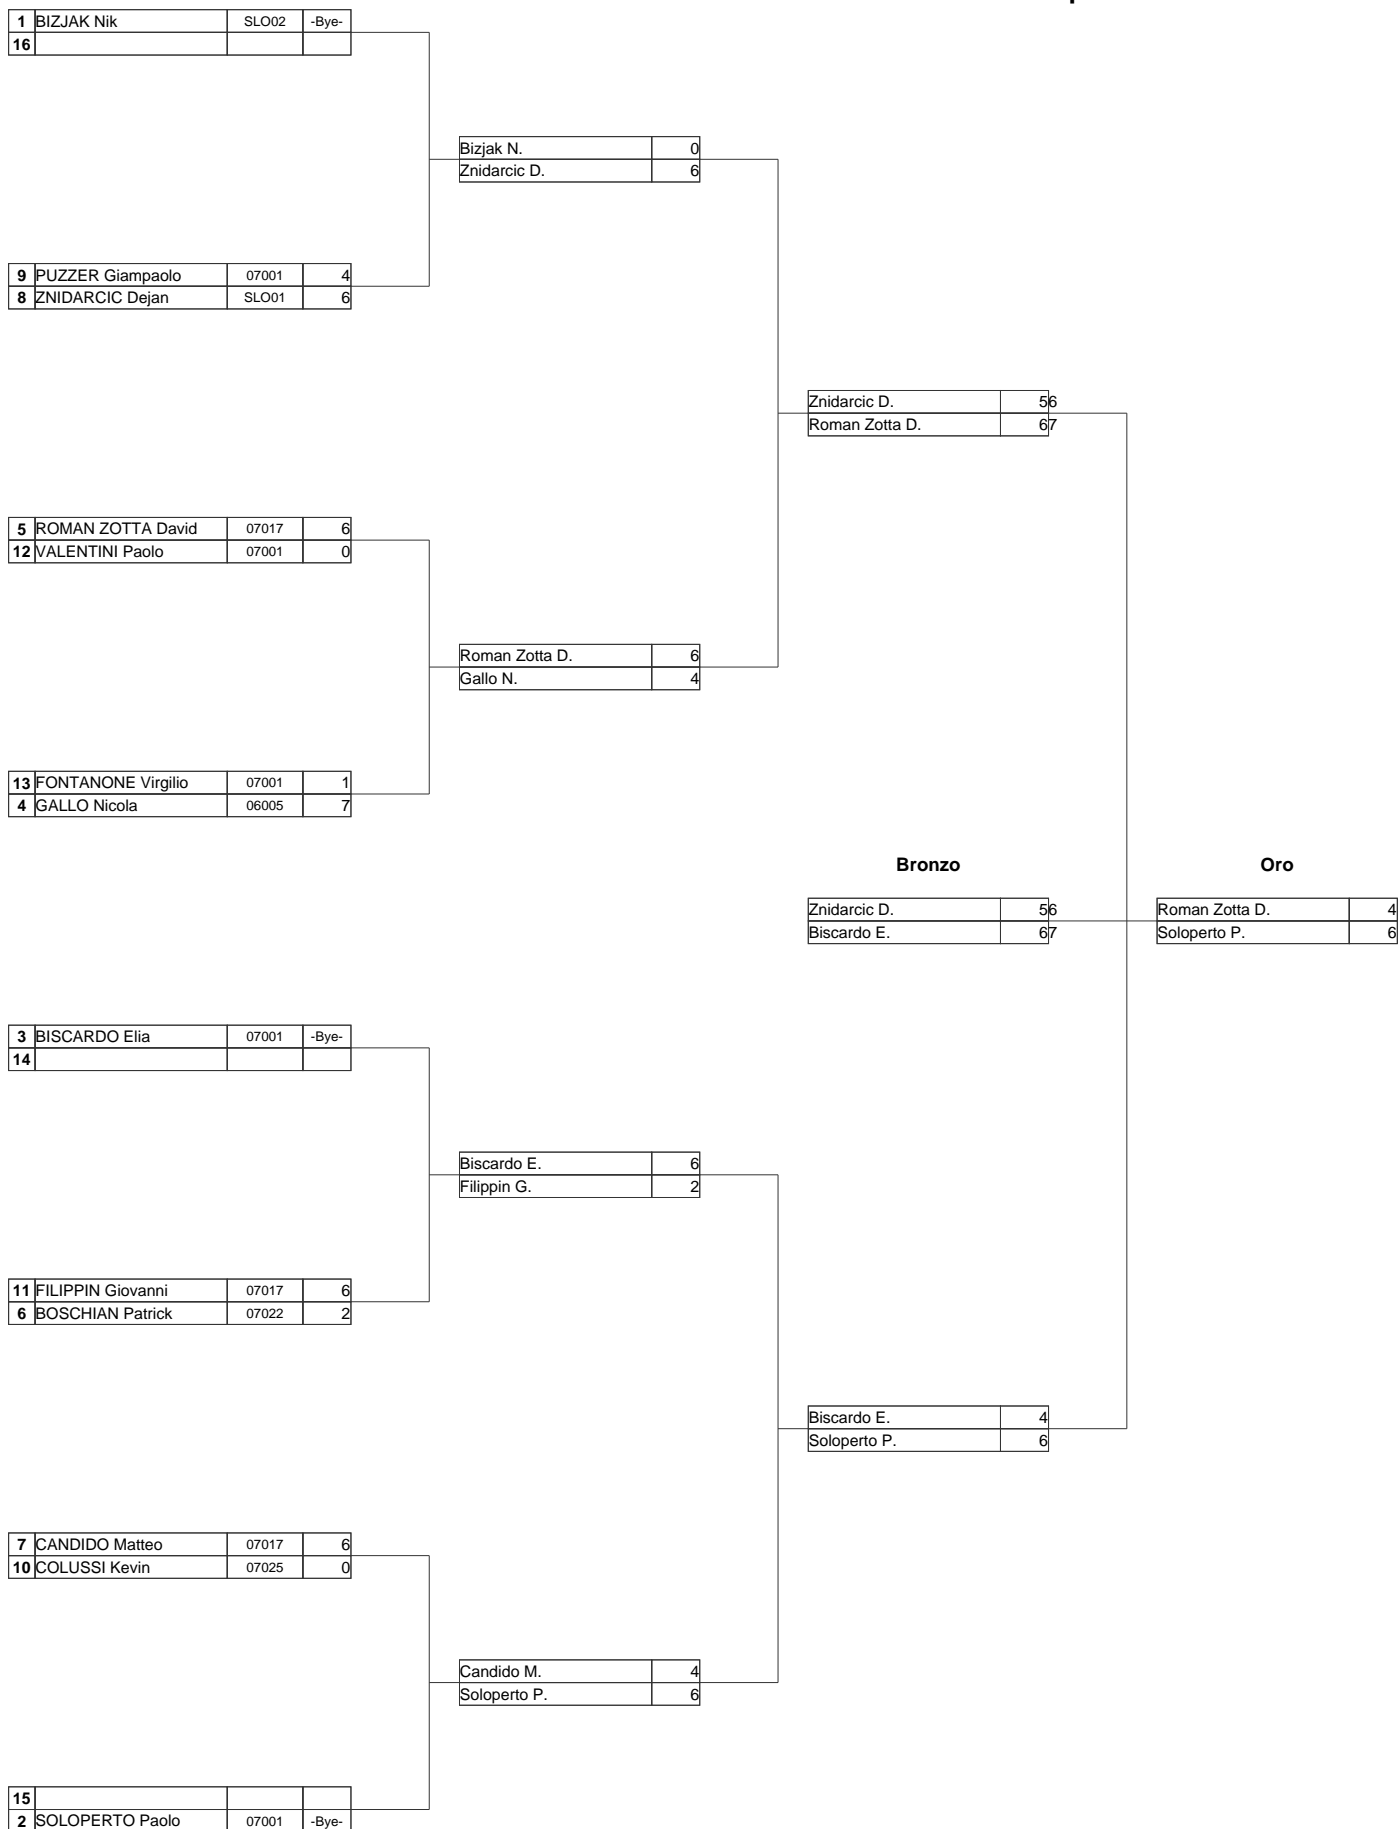 1 BIZJAK Nik SLO02 -Bye-
16
Bizjak N. 0
Znidarcic D. 6
9 PUZZER Giampaolo 07001 4
8 ZNIDARCIC Dejan SLO01 6
Znidarcic D. 56
Roman Zotta D. 67
5 ROMAN ZOTTA David 07017 6
12 VALENTINI Paolo 07001 0
Roman Zotta D. 6
Gallo N. 4
13 FONTANONE Virgilio 07001 1
4 GALLO Nicola 06005 7
Bronzo Oro
Znidarcic D. 56 Roman Zotta D. 4
Biscardo E. 67 Soloperto P. 6
3 BISCARDO Elia 07001 -Bye-
14
Biscardo E. 6
Filippin G. 2
11 FILIPPIN Giovanni 07017 6
6 BOSCHIAN Patrick 07022 2
Biscardo E. 4
Soloperto P. 6
7 CANDIDO Matteo 07017 6
10 COLUSSI Kevin 07025 0
Candido M. 4
Soloperto P. 6
15
2 SOLOPERTO Paolo 07001 -Bye-